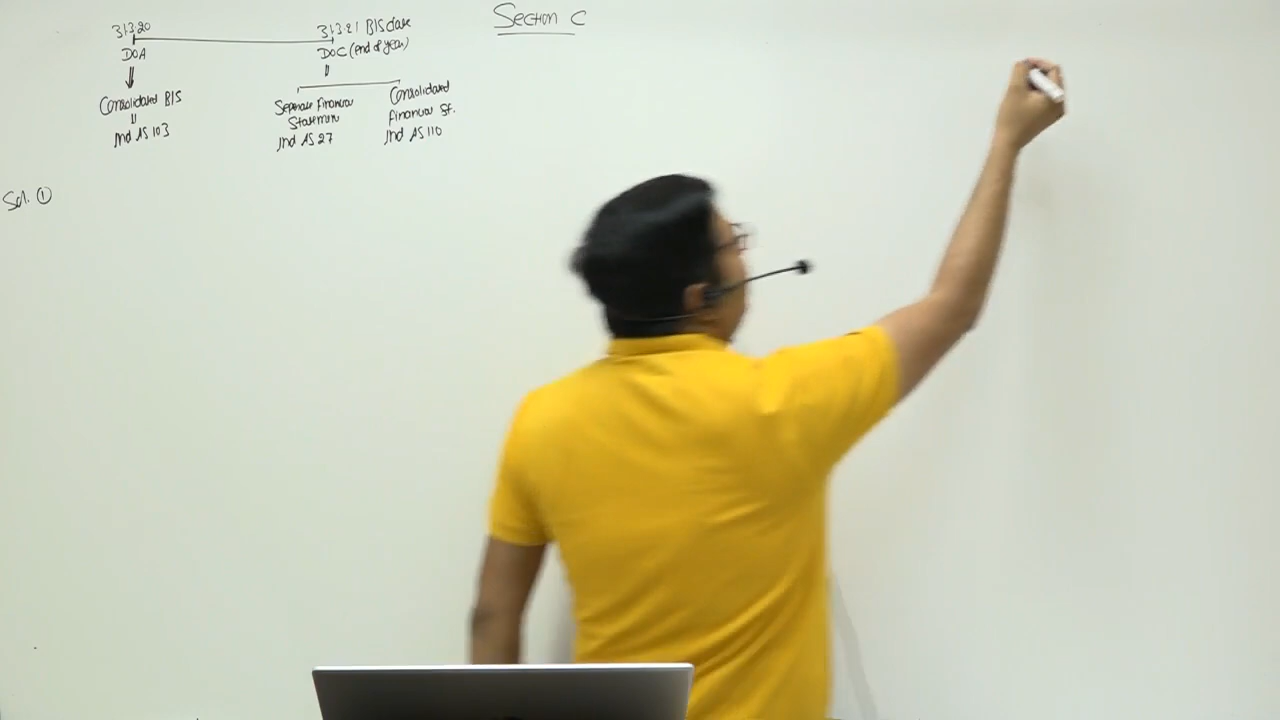 Section C
31.3.20
31.3.21 B/S date
DOA
DOC (end of year)
Consolidated B/S
Ind AS 103
Separate Financial
Statement
Ind AS 27
Consolidated
Financial St.
Ind AS 110
Sol. ①